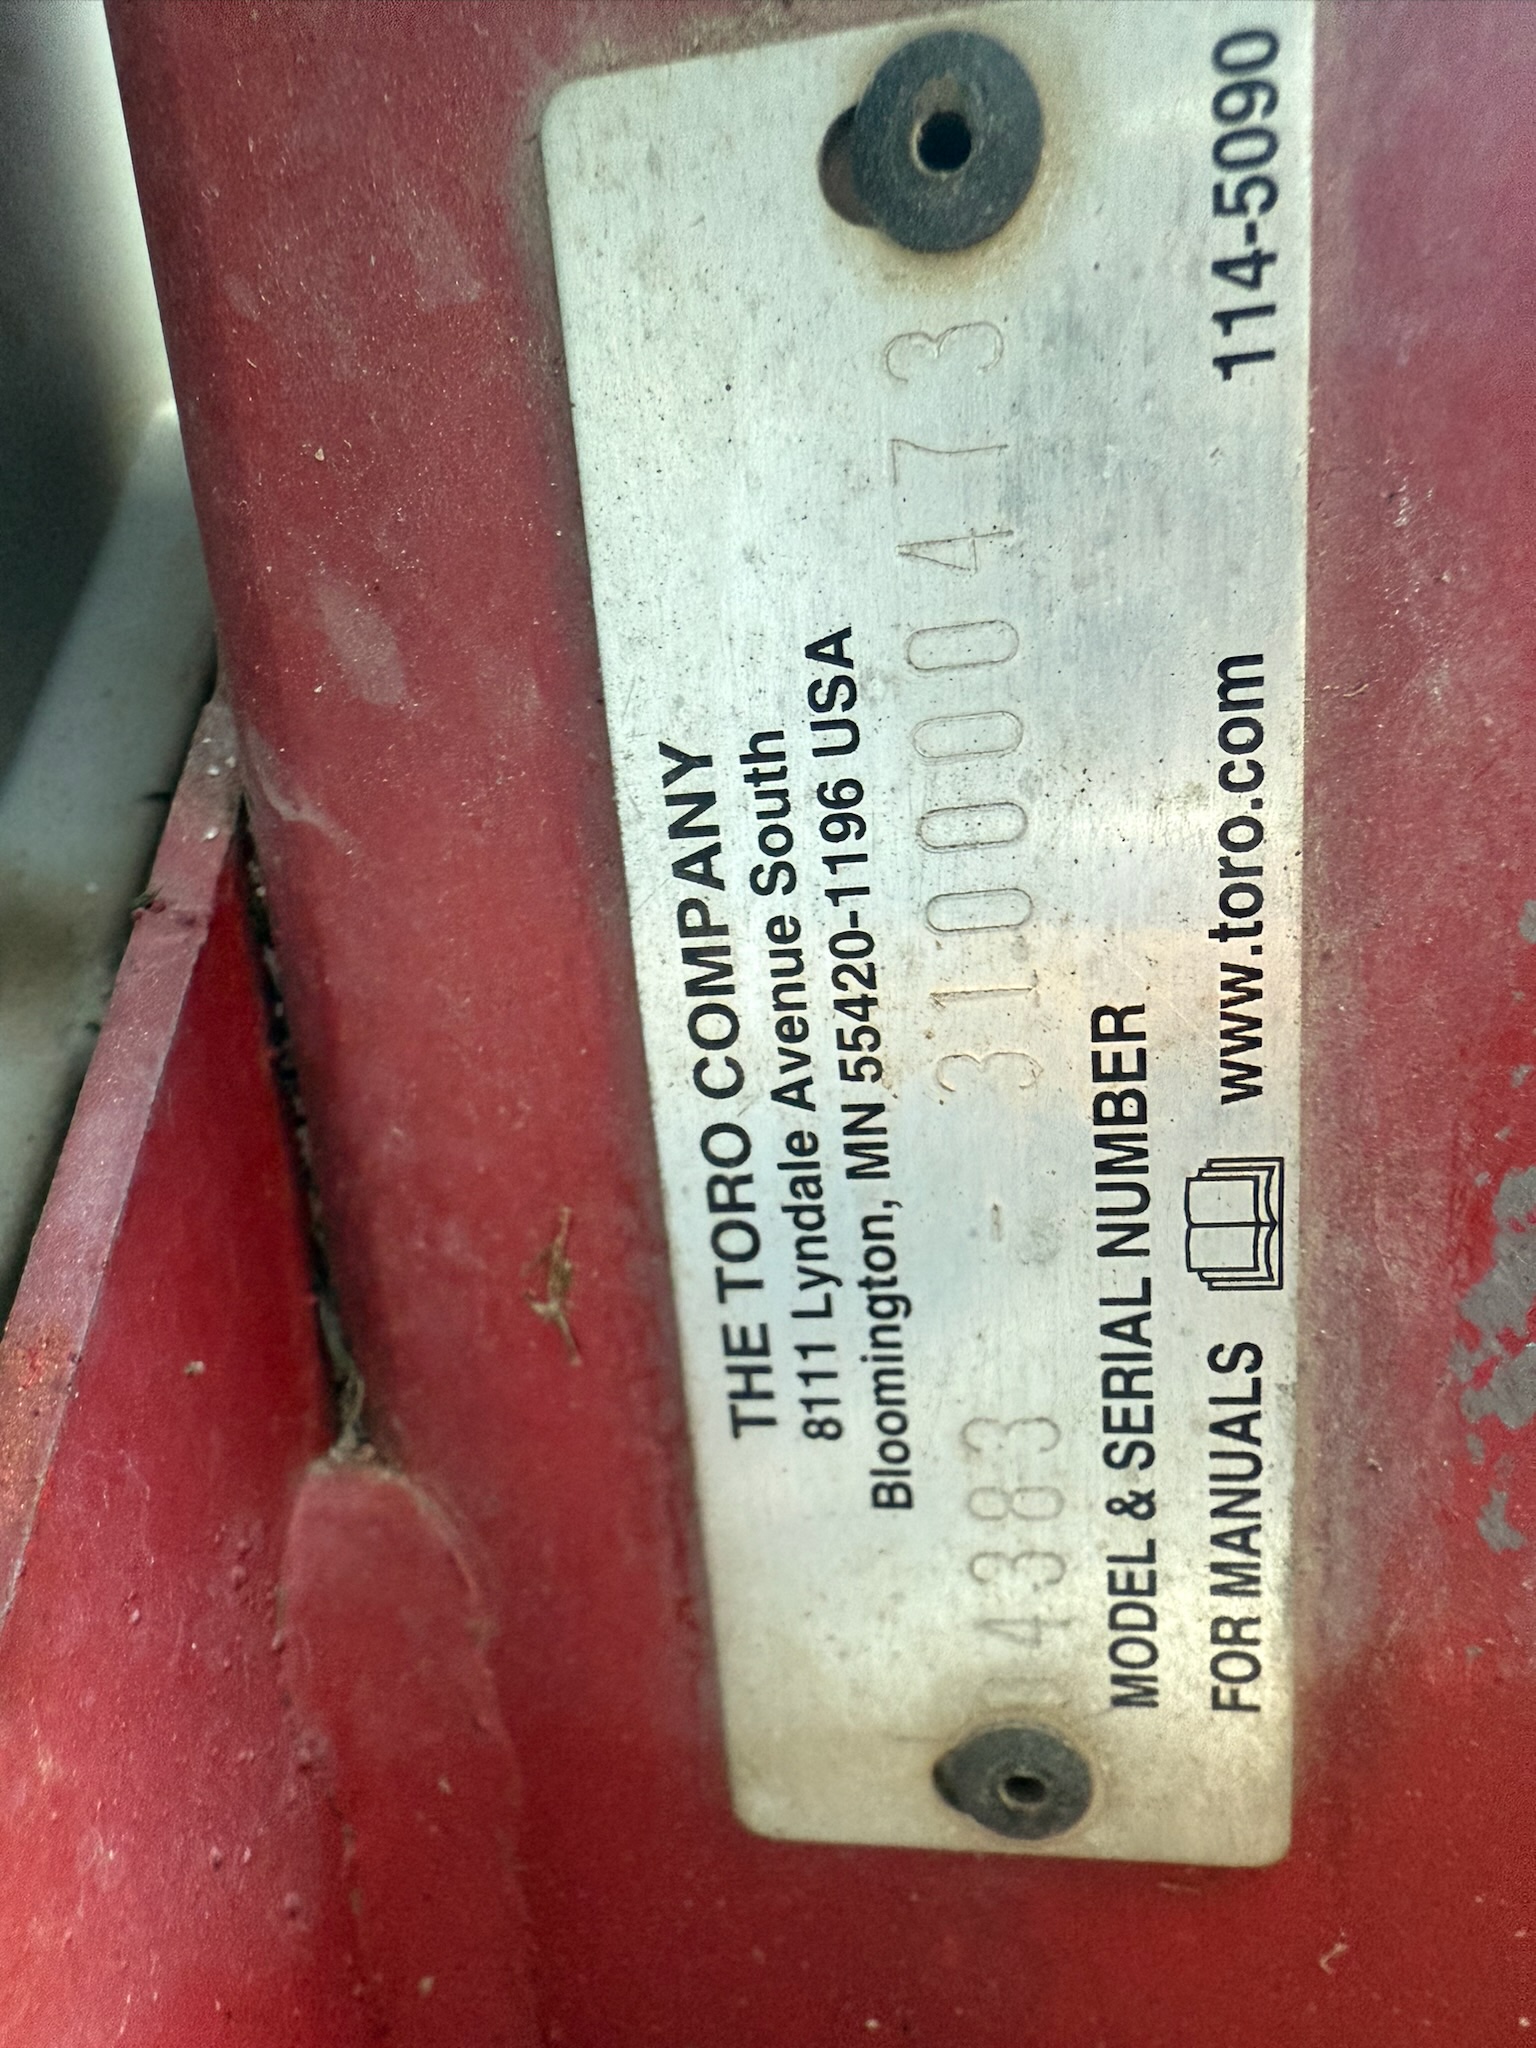 THE TORO COMPANY
8111 Lyndale Avenue South
Bloomington, MN 55420-1196 USA
04383 - 310000473
MODEL & SERIAL NUMBER
FOR MANUALS www.toro.com 114-5090